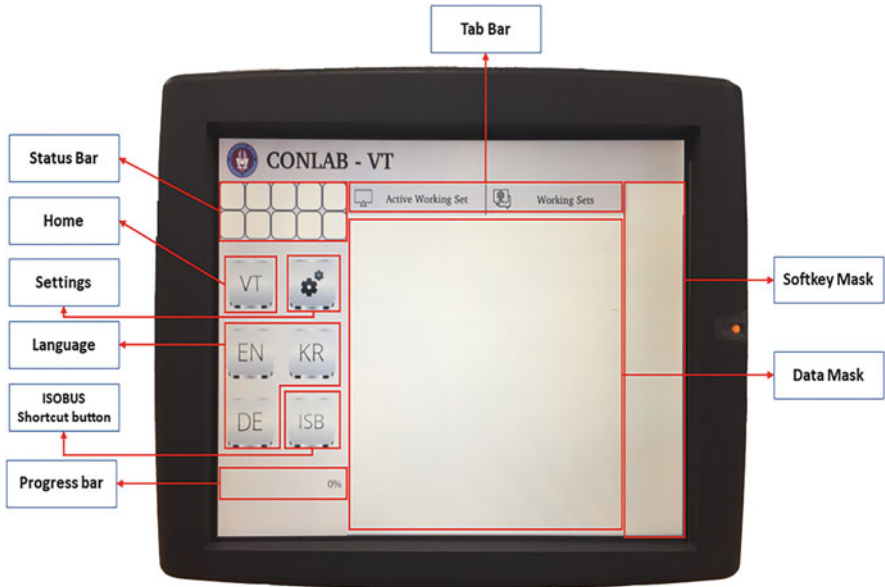 Tab Bar
CONLAB - VT
Status Bar
Active Working Set
Working Sets
Home
VT
Settings
Softkey Mask
Language
EN
KR
Data Mask
ISOBUS
Shortcut button
DE
ISB
Progress bar
0%